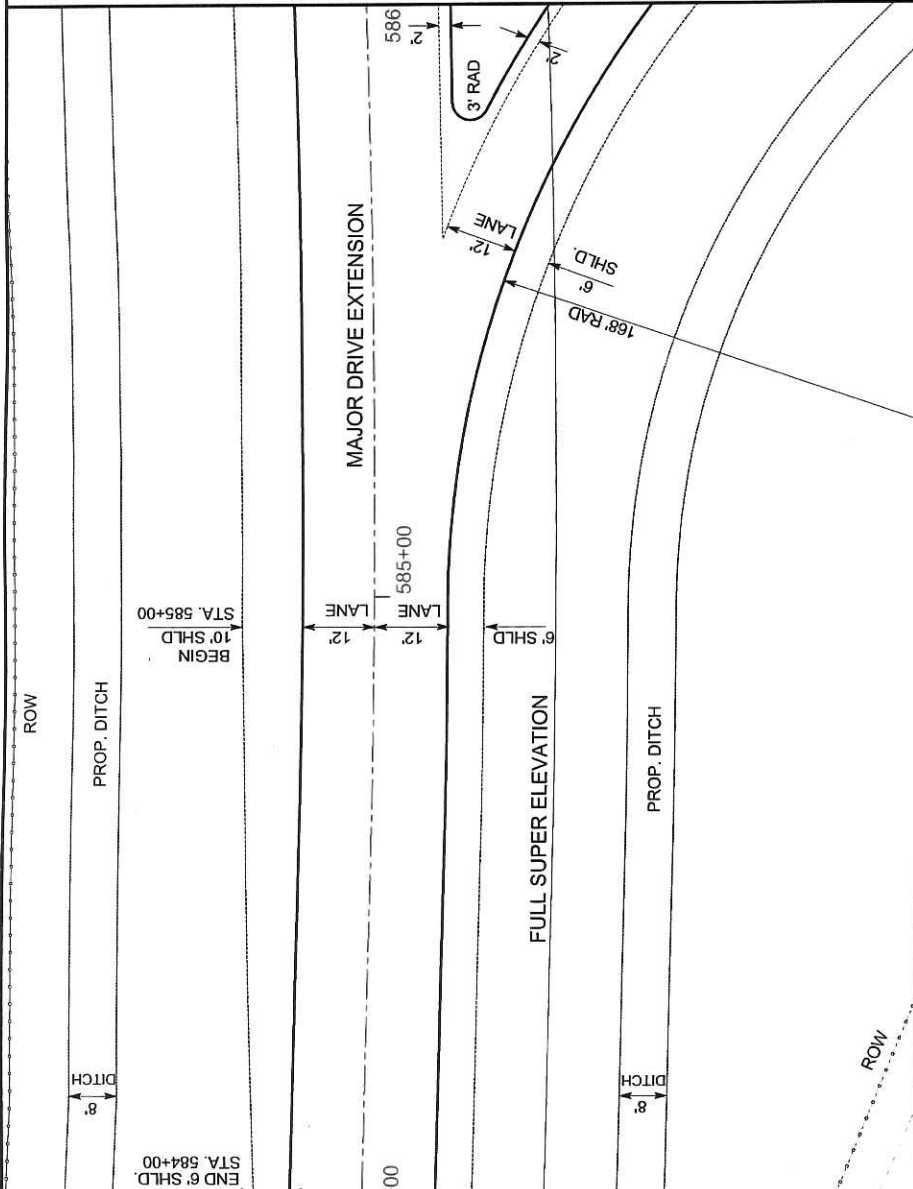 586
2'
2'
3' RAD
12'
LANE
6'
SHLD.
168' RAD
MAJOR DRIVE EXTENSION
585+00
BEGIN
10' SHLD
STA. 585+00
12'
LANE
12'
LANE
6' SHLD
ROW
PROP. DITCH
FULL SUPER ELEVATION
PROP. DITCH
8'
DITCH
8'
DITCH
ROW
END 6' SHLD.
STA. 584+00
00